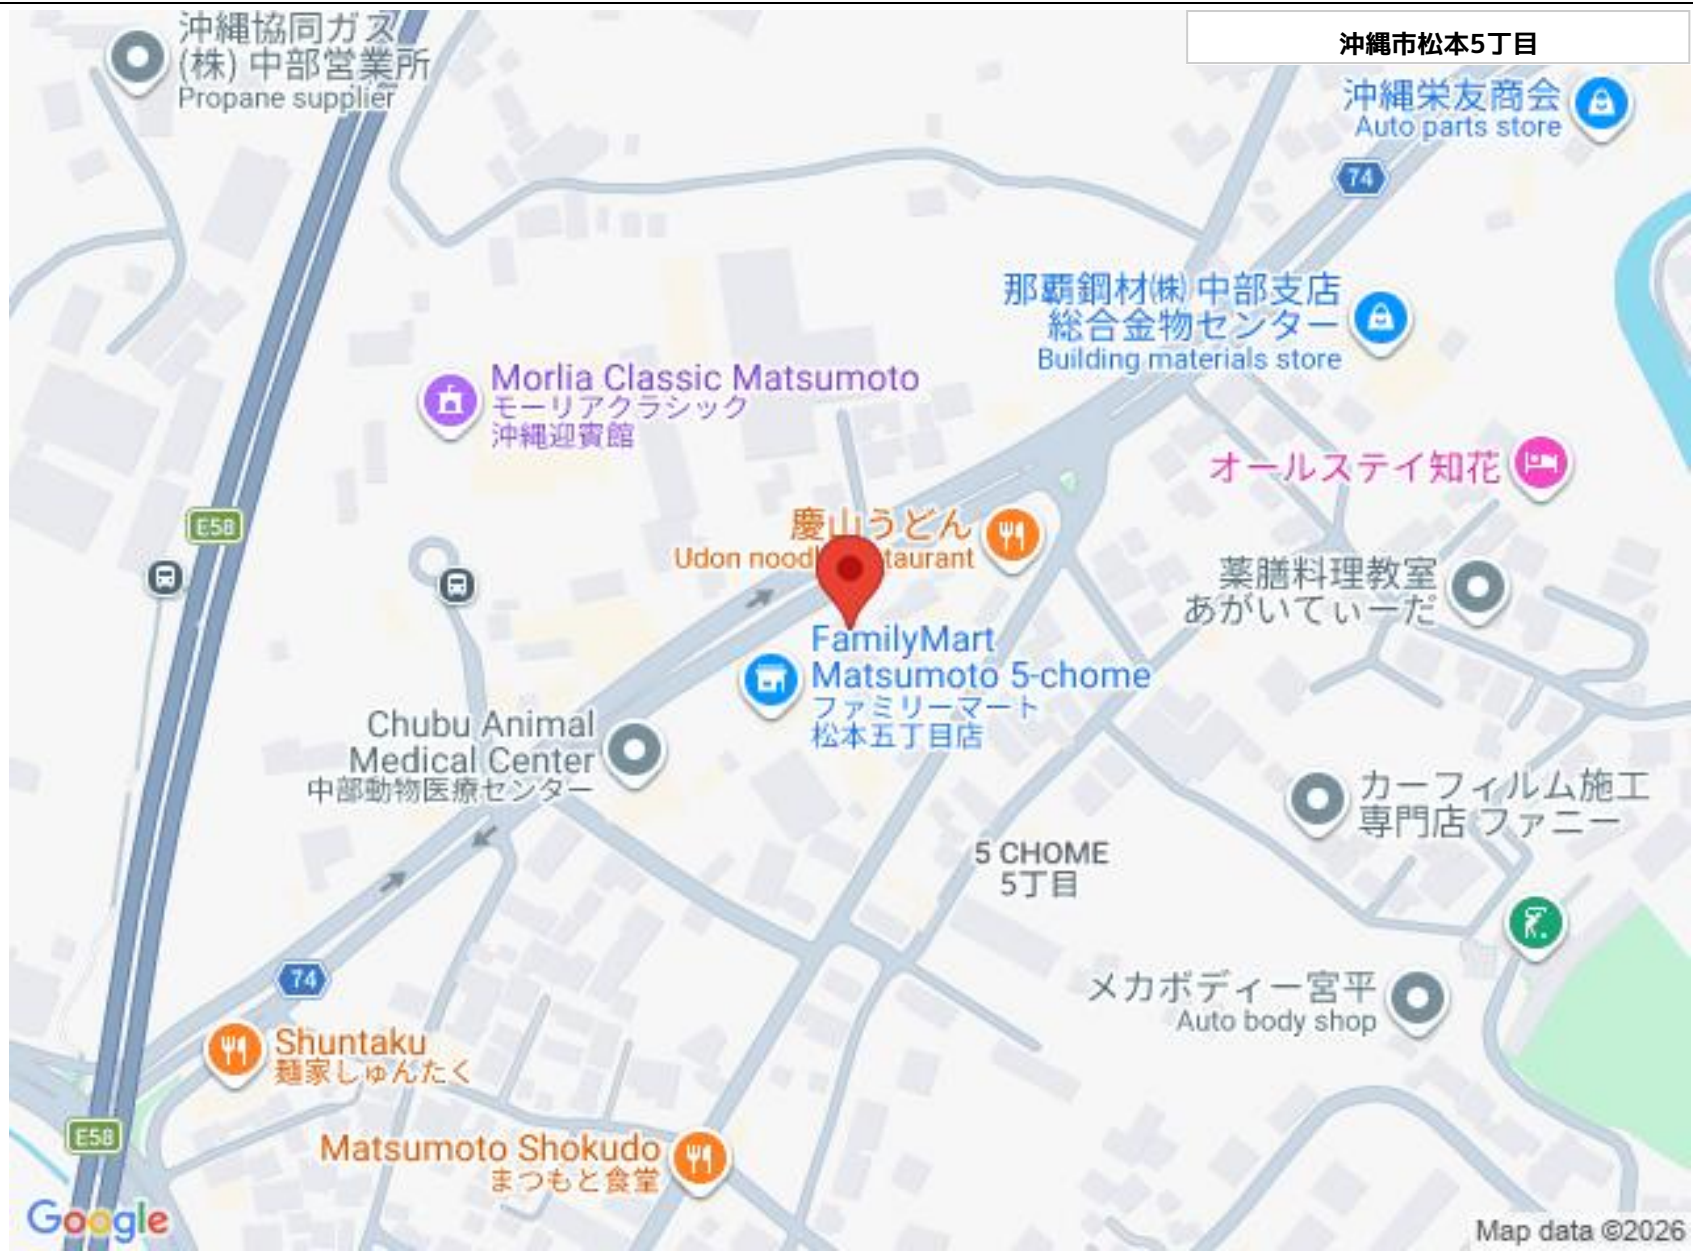 沖縄協同ガス
(株) 中部営業所
Propane supplier
沖縄市松本5丁目
沖縄栄友商会
Auto parts store
74
那覇鋼材㈱ 中部支店
総合金物センター
Building materials store
Morlia Classic Matsumoto
モーリアクラシック
沖縄迎賓館
オールステイ知花
E58
慶山うどん
Udon nood taurant
薬膳料理教室
あがいてぃーだ
FamilyMart
Matsumoto 5-chome
ファミリーマート
松本五丁目店
Chubu Animal
Medical Center
中部動物医療センター
カーフィルム施工
専門店 ファニー
5 CHOME
5丁目
74
メカボディー宮平
Auto body shop
Shuntaku
麺家しゅんたく
E58
Matsumoto Shokudo
まつもと食堂
Google
Map data ©2026